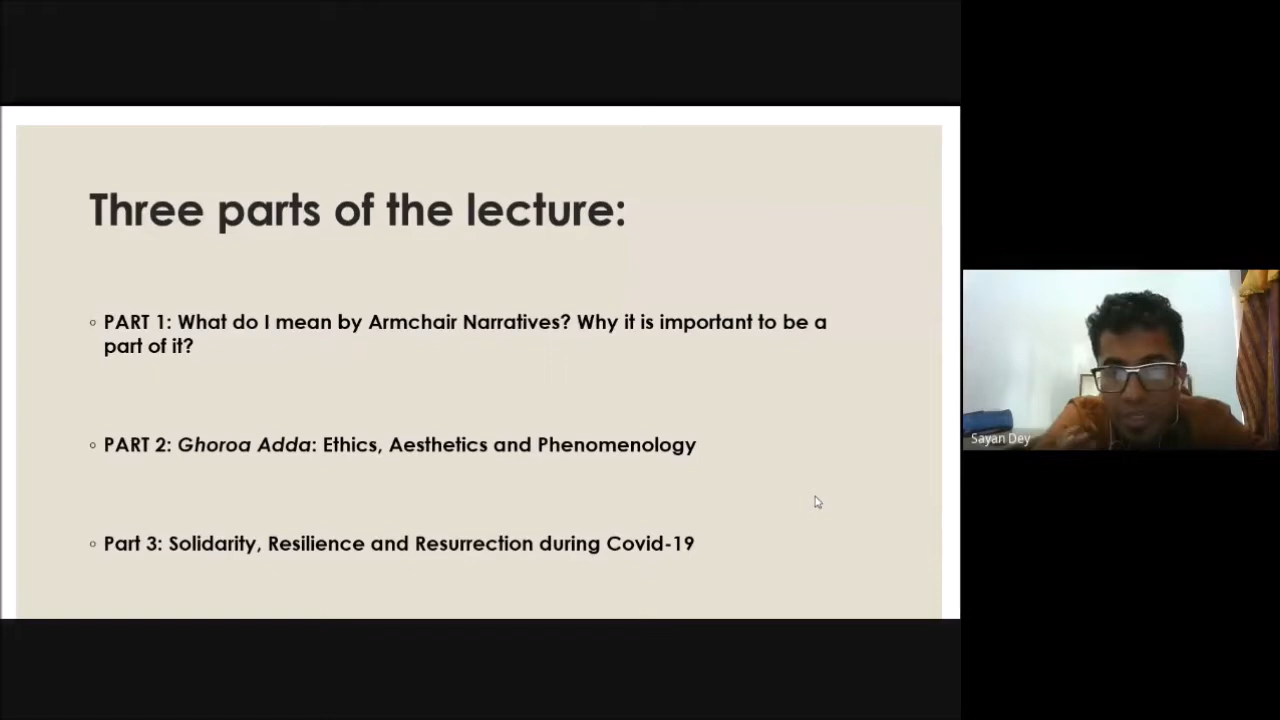 Three parts of the lecture:
◦ PART 1: What do I mean by Armchair Narratives? Why it is important to be a
part of it?
◦ PART 2: Ghoroa Adda: Ethics, Aesthetics and Phenomenology
◦ Part 3: Solidarity, Resilience and Resurrection during Covid-19
Sayan Dey